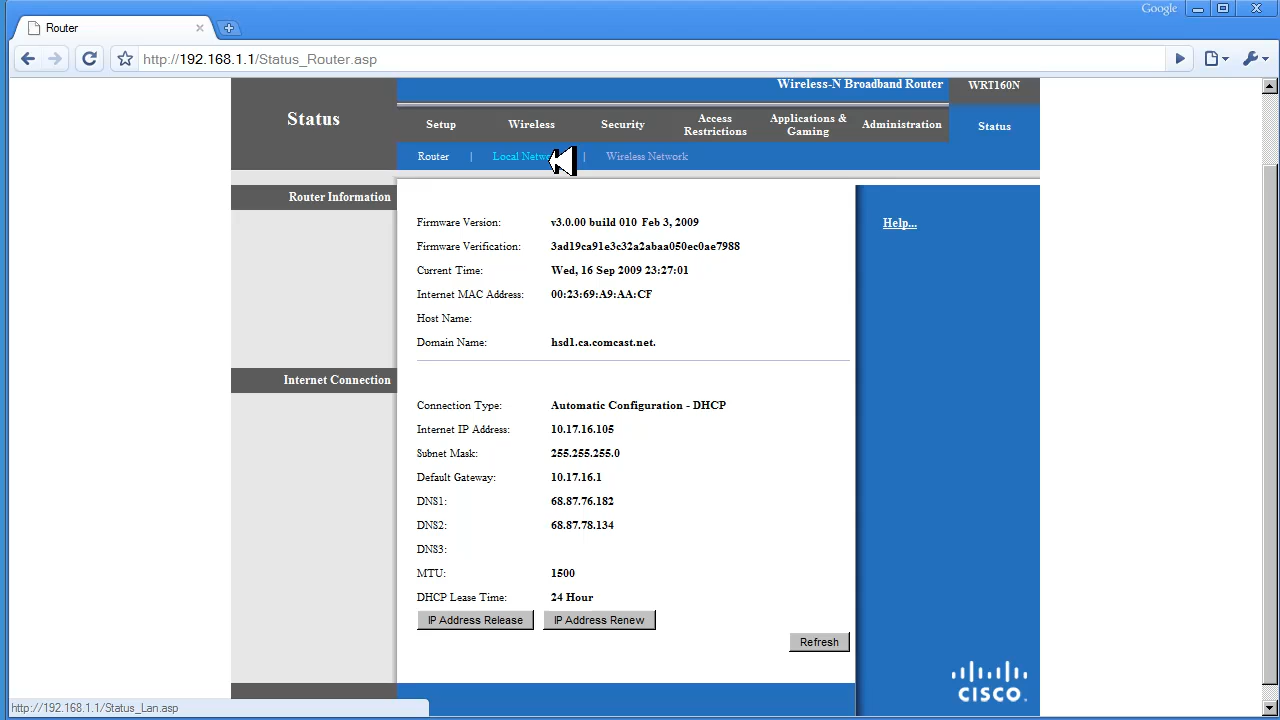 Google
Router
http://192.168.1.1/Status_Router.asp
Wireless-N Broadband Router
WRT160N
Status
Setup
Wireless
Security
Access
Restrictions
Applications &
Gaming
Administration
Status
Router | Local Netw | Wireless Network
Router Information
Firmware Version: v3.0.00 build 010 Feb 3, 2009
Help...
Firmware Verification: 3ad19ca91e3c32a2abaa050ec0ae7988
Current Time: Wed, 16 Sep 2009 23:27:01
Internet MAC Address: 00:23:69:A9:AA:CF
Host Name:
Domain Name: hsd1.ca.comcast.net.
Internet Connection
Connection Type: Automatic Configuration - DHCP
Internet IP Address: 10.17.16.105
Subnet Mask: 255.255.255.0
Default Gateway: 10.17.16.1
DNS1: 68.87.76.182
DNS2: 68.87.78.134
DNS3:
MTU: 1500
DHCP Lease Time: 24 Hour
IP Address Release
IP Address Renew
Refresh
CISCO.
http://192.168.1.1/Status_Lan.asp